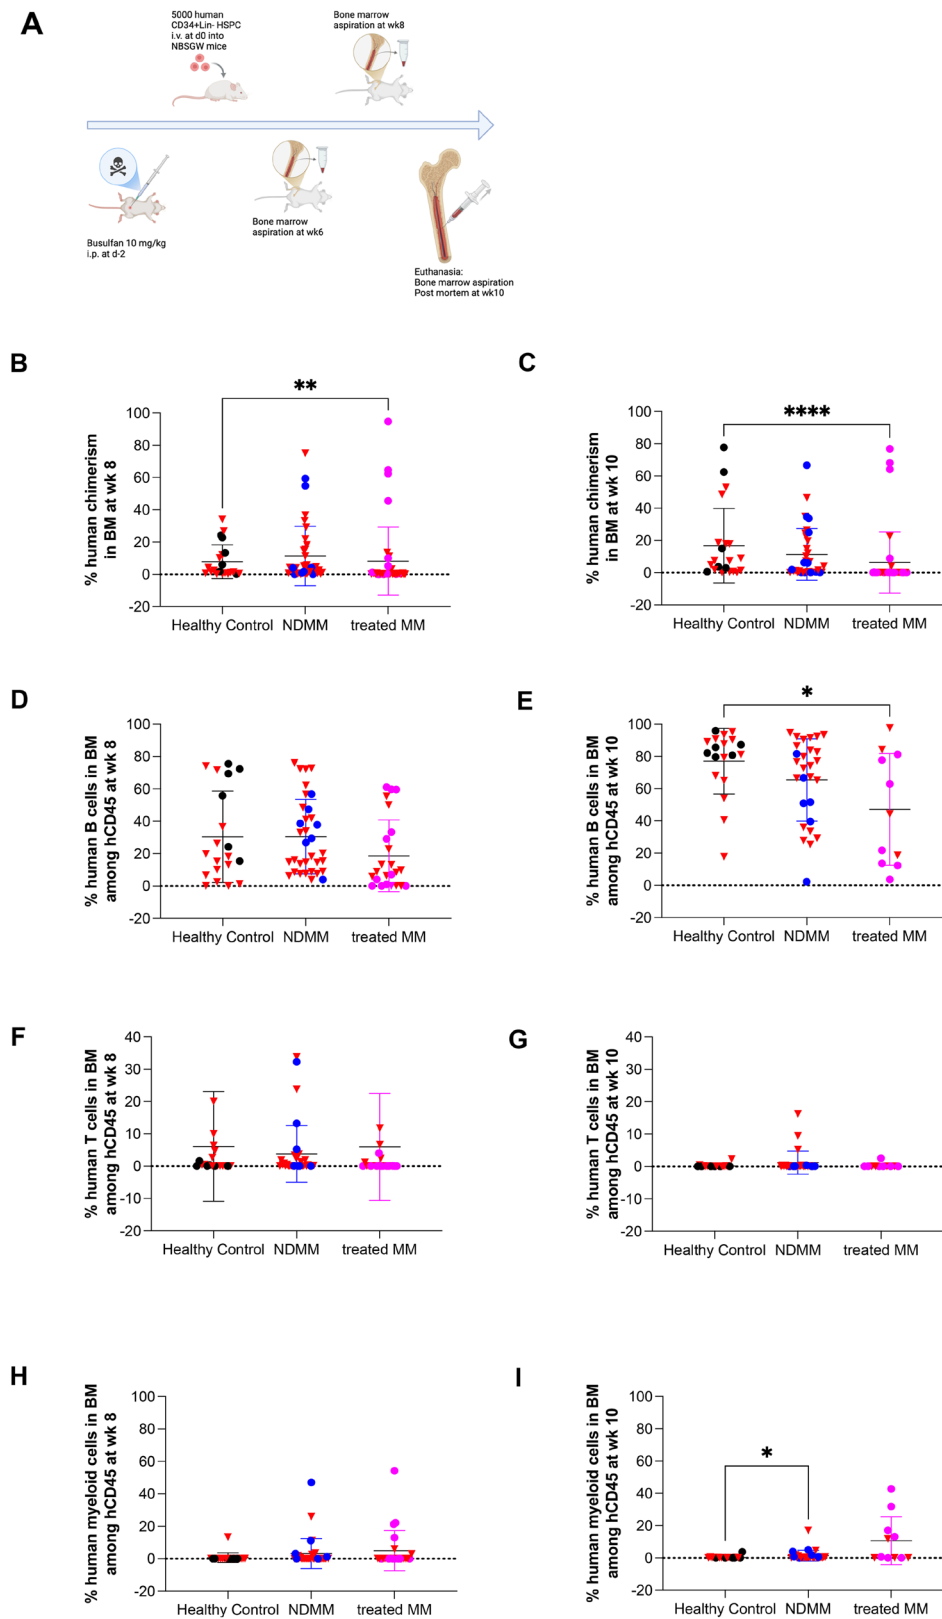 A
5000 human
CD34+Lin- HSPC
i.v. at d0 into
NBSGW mice
Bone marrow
aspiration at wk8
Busulfan 10 mg/kg
i.p. at d-2
Bone marrow
aspiration at wk6
Euthanasia:
Bone marrow aspiration
Post mortem at wk10
B
% human chimerism
in BM at wk 8
100
80
60
40
20
0
-20
**
Healthy Control
NDMM
treated MM
C
% human chimerism
in BM at wk 10
100
80
60
40
20
0
-20
****
Healthy Control
NDMM
treated MM
D
% human B cells in BM
among hCD45 at wk 8
100
80
60
40
20
0
-20
Healthy Control
NDMM
treated MM
E
% human B cells in BM
among hCD45 at wk 10
100
80
60
40
20
0
-20
*
Healthy Control
NDMM
treated MM
F
% human T cells in BM
among hCD45 at wk 8
40
30
20
10
0
-10
-20
Healthy Control
NDMM
treated MM
G
% human T cells in BM
among hCD45 at wk 10
40
30
20
10
0
-10
-20
Healthy Control
NDMM
treated MM
H
% human myeloid cells in BM
among hCD45 at wk 8
100
80
60
40
20
0
-20
Healthy Control
NDMM
treated MM
I
% human myeloid cells in BM
among hCD45 at wk 10
100
80
60
40
20
0
-20
*
Healthy Control
NDMM
treated MM